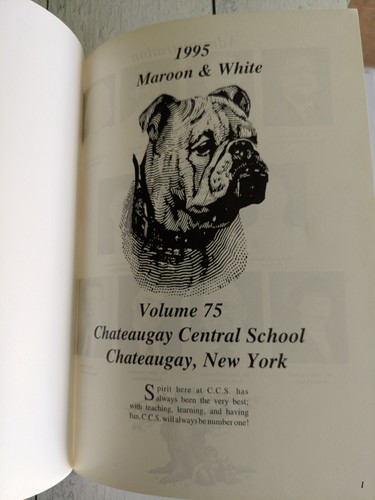 1995
Maroon & White
Volume 75
Chateaugay Central School
Chateaugay, New York
Spirit here at C.C.S. has
always been the very best;
with teaching, learning, and having
fun, C.C.S. will always be number one!
1